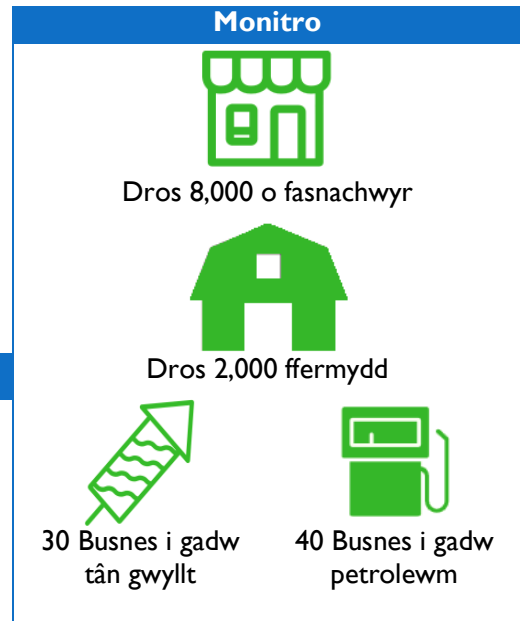 Monitro
Dros 8,000 o fasnachwyr
Dros 2,000 ffermydd
30 Busnes i gadw
tân gwyllt
40 Busnes i gadw
petrolewm